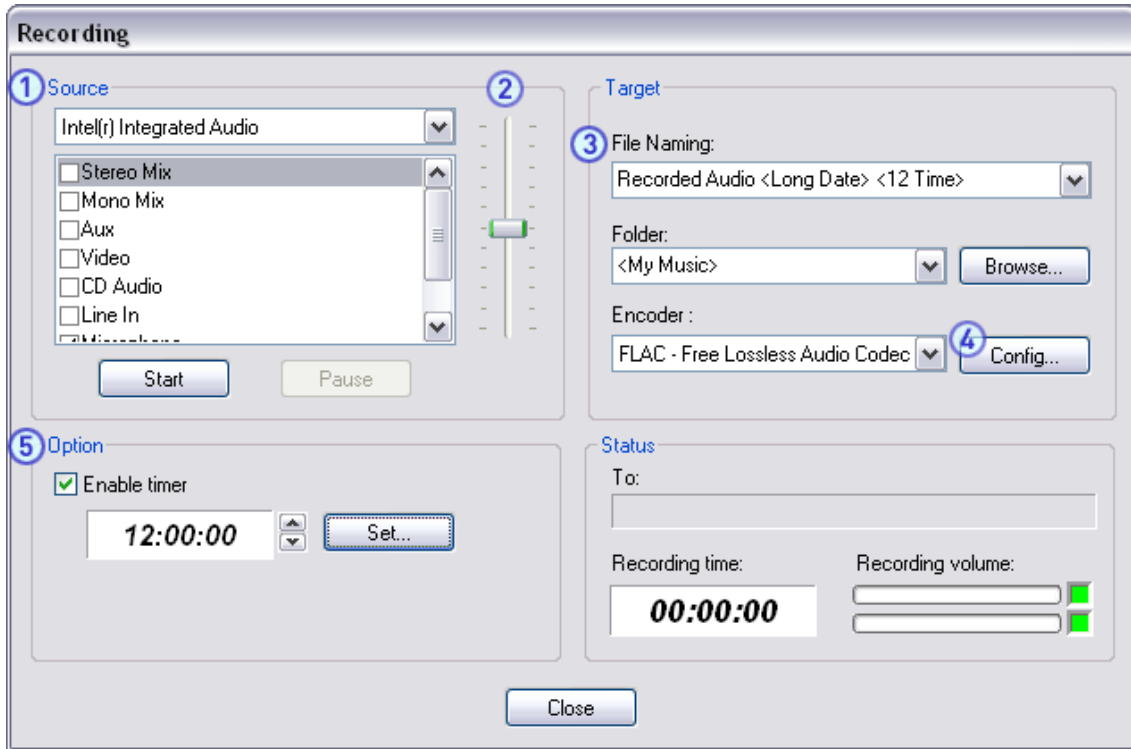 Recording
1 Source
Intel(r) Integrated Audio
Stereo Mix
Mono Mix
Aux
Video
CD Audio
Line In
Microphone
Start
Pause
2
Target
3 File Naming:
Recorded Audio <Long Date> <12 Time>
Folder:
<My Music>
Browse...
Encoder :
FLAC - Free Lossless Audio Codec
4 Config...
5 Option
Enable timer
12:00:00
Set...
Status
To:
Recording time:
00:00:00
Recording volume:
Close